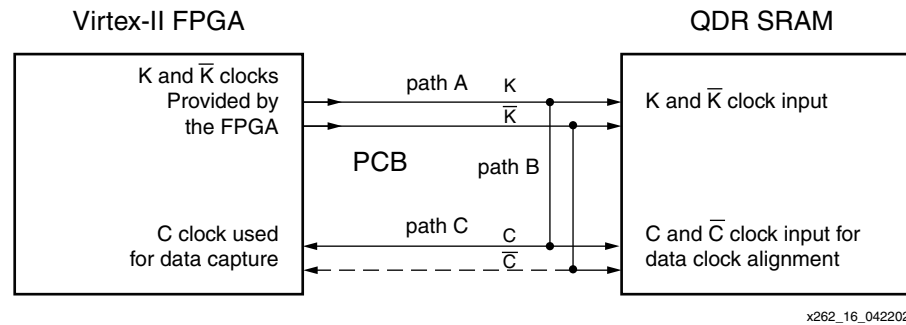 Virtex-II FPGA
QDR SRAM
K and K̅ clocks
Provided by
the FPGA
path A
K
K̅
K and K̅ clock input
PCB
path B
C clock used
for data capture
path C
C
C̅
C and C̅ clock input for
data clock alignment
x262_16_042202